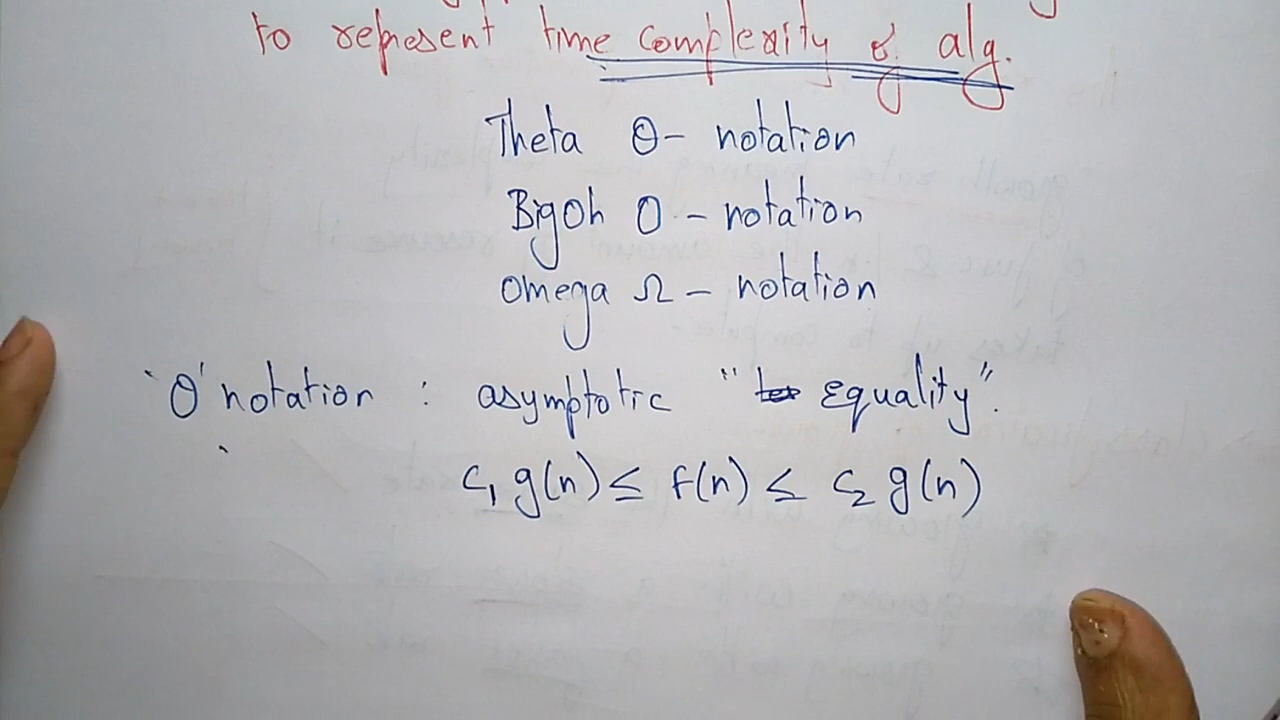 to represent time complexity of alg.
Theta θ- notation
Bigoh O - notation
Omega Ω - notation
'θ' notation : asymptotic "Equality".
C₁ g(n) ≤ f(n) ≤ C₂ g(n)